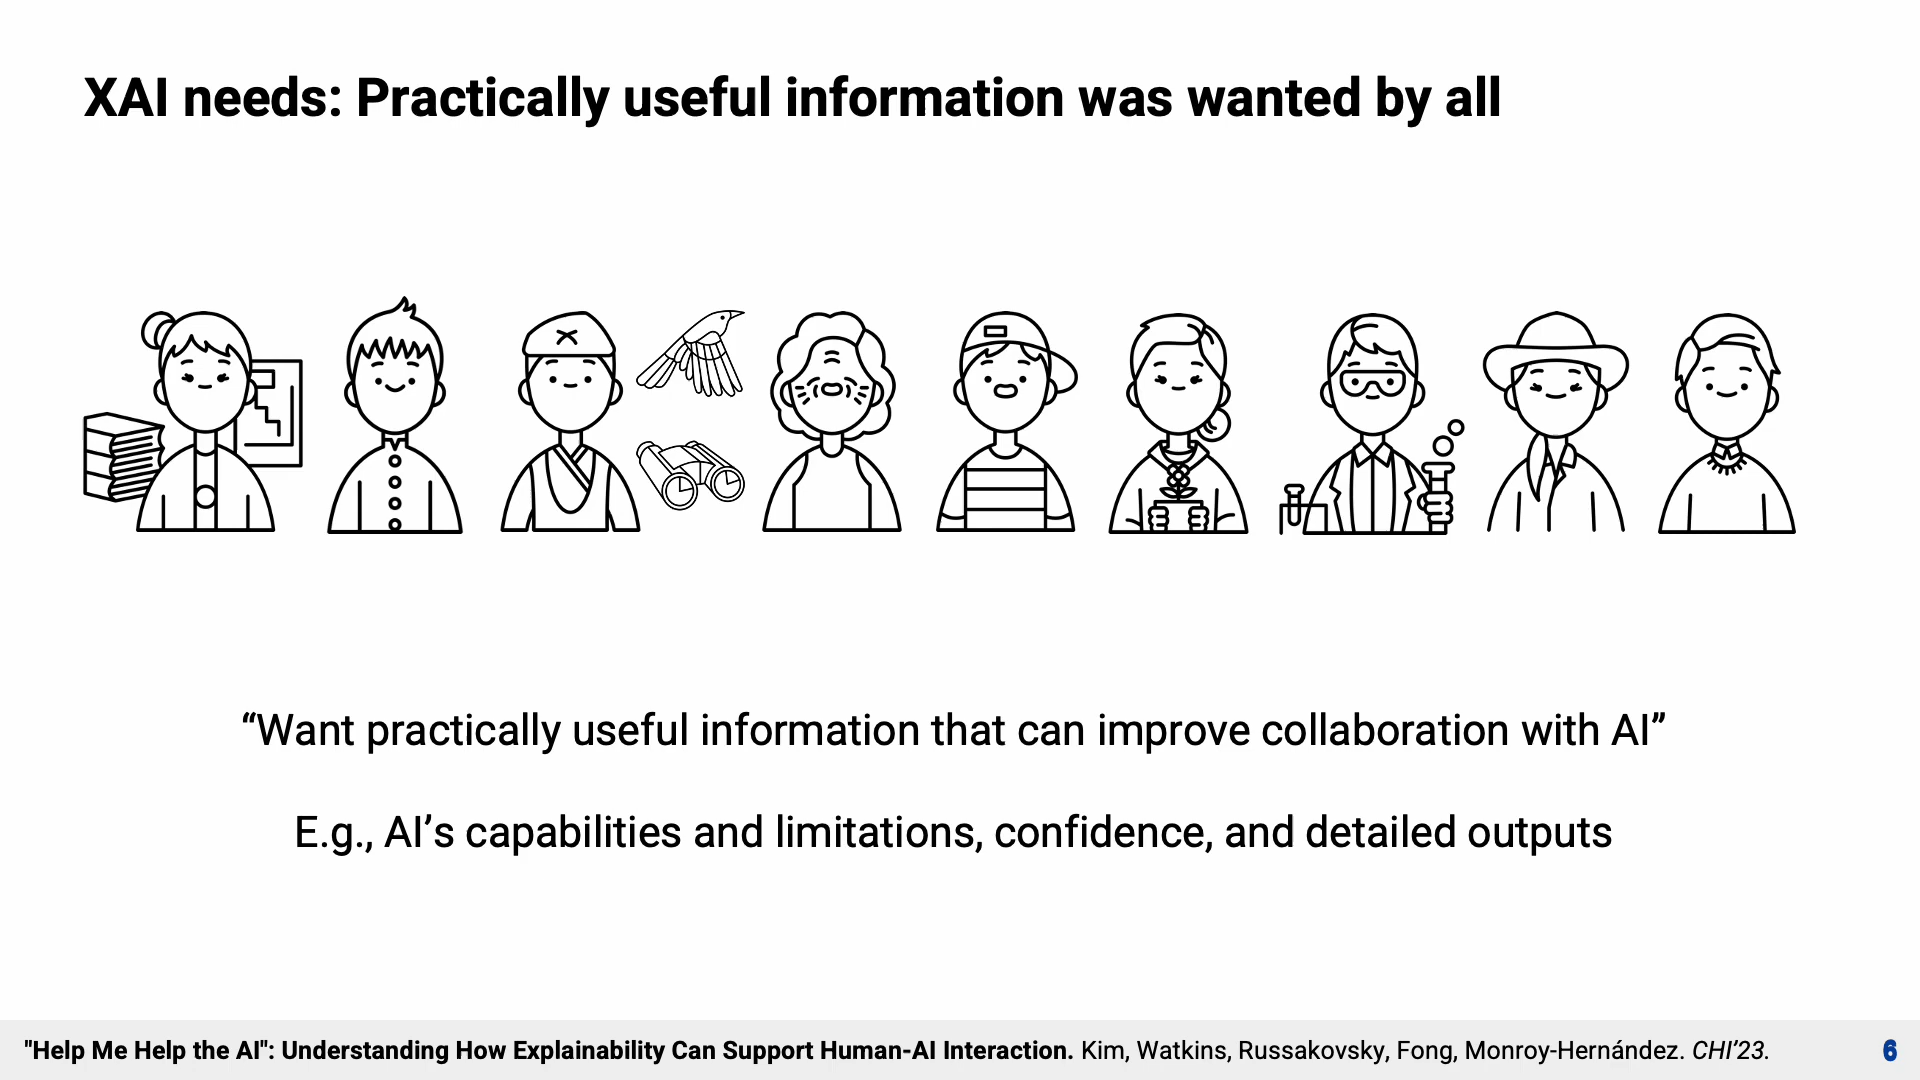 XAI needs: Practically useful information was wanted by all
“Want practically useful information that can improve collaboration with AI”
E.g., AI’s capabilities and limitations, confidence, and detailed outputs
"Help Me Help the AI": Understanding How Explainability Can Support Human-AI Interaction. Kim, Watkins, Russakovsky, Fong, Monroy-Hernández. CHI’23.
6